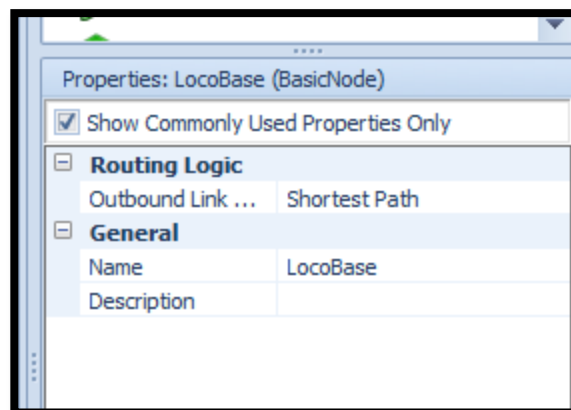 Properties: LocoBase (BasicNode)
Show Commonly Used Properties Only
Routing Logic
Outbound Link ... Shortest Path
General
Name LocoBase
Description